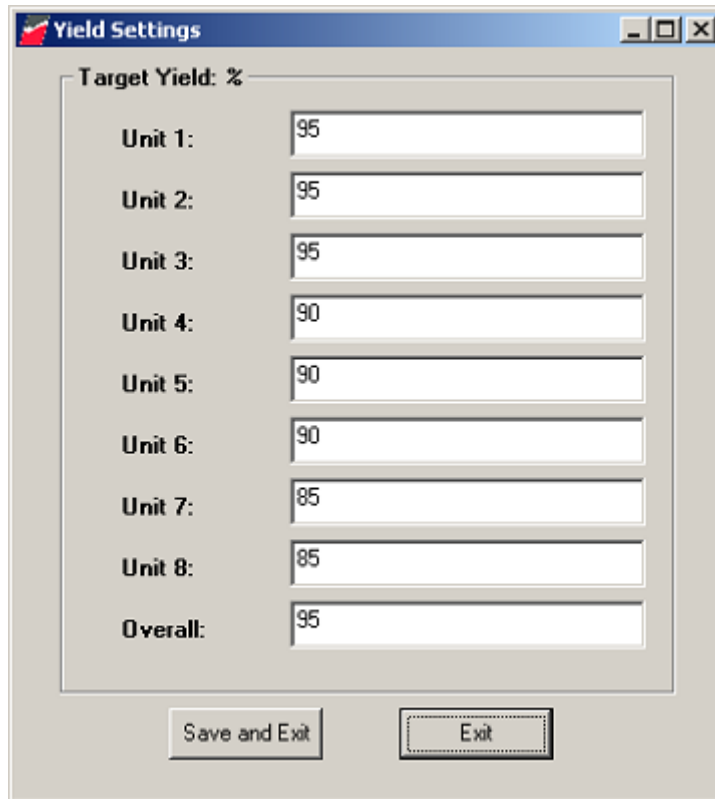 Yield Settings
Target Yield: %
Unit 1: 95
Unit 2: 95
Unit 3: 95
Unit 4: 90
Unit 5: 90
Unit 6: 90
Unit 7: 85
Unit 8: 85
Overall: 95
Save and Exit Exit